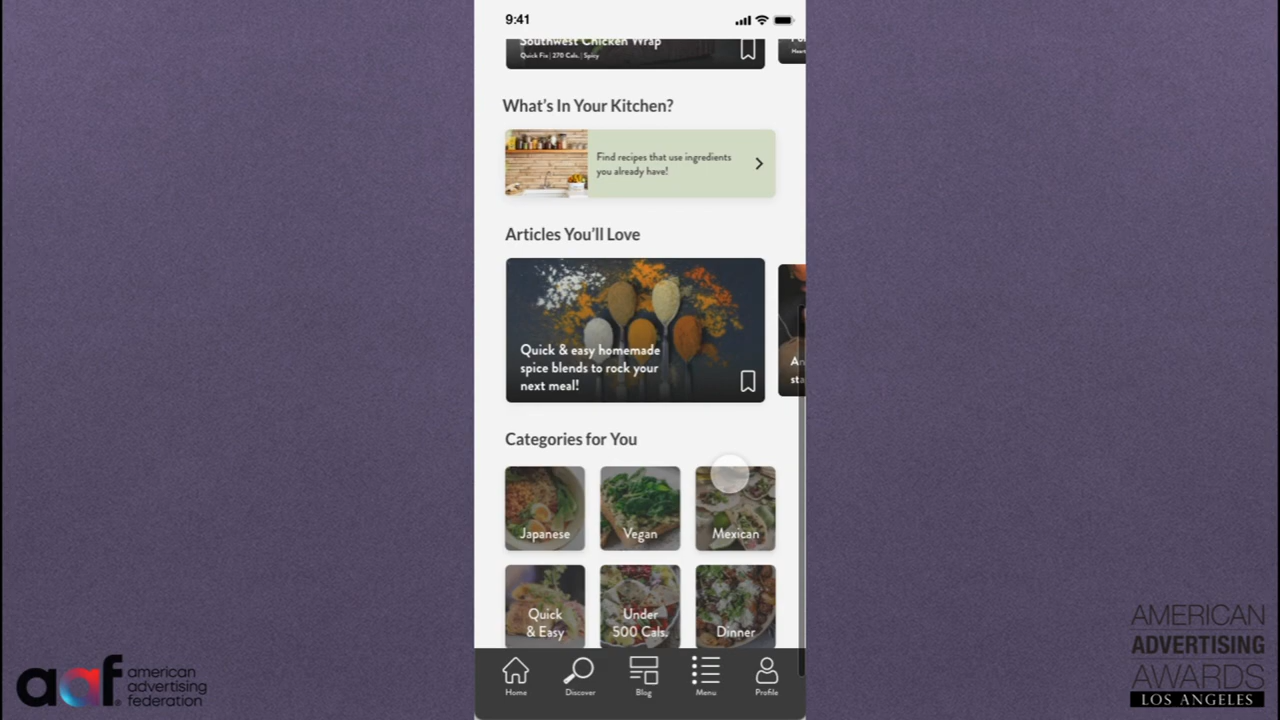 9:41
Southwest Chicken Wrap
Quick Fix | 270 Cals. | Spicy
What's In Your Kitchen?
Find recipes that use ingredients
you already have!
Articles You'll Love
Quick & easy homemade
spice blends to rock your
next meal!
An
sta
Categories for You
Japanese
Vegan
Mexican
Quick
& Easy
Under
500 Cals.
Dinner
Home
Discover
Blog
Menu
Profile
aaf american
advertising
federation
AMERICAN
ADVERTISING
AWARDS
LOS ANGELES